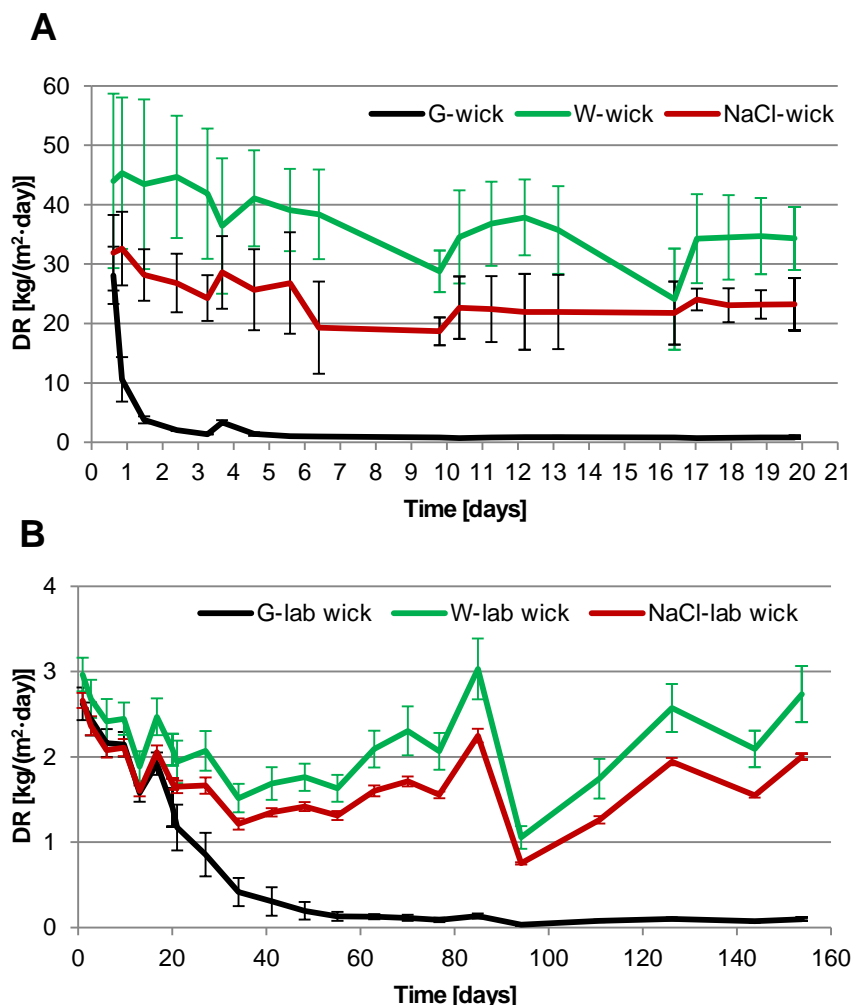 A
60
50
40
30
20
10
0
DR [kg/(m²·day)]
G-wick W-wick NaCl-wick
0 1 2 3 4 5 6 7 8 9 10 11 12 13 14 15 16 17 18 19 20 21
Time [days]
B
4
3
2
1
0
DR [kg/(m²·day)]
G-lab wick W-lab wick NaCl-lab wick
0 20 40 60 80 100 120 140 160
Time [days]